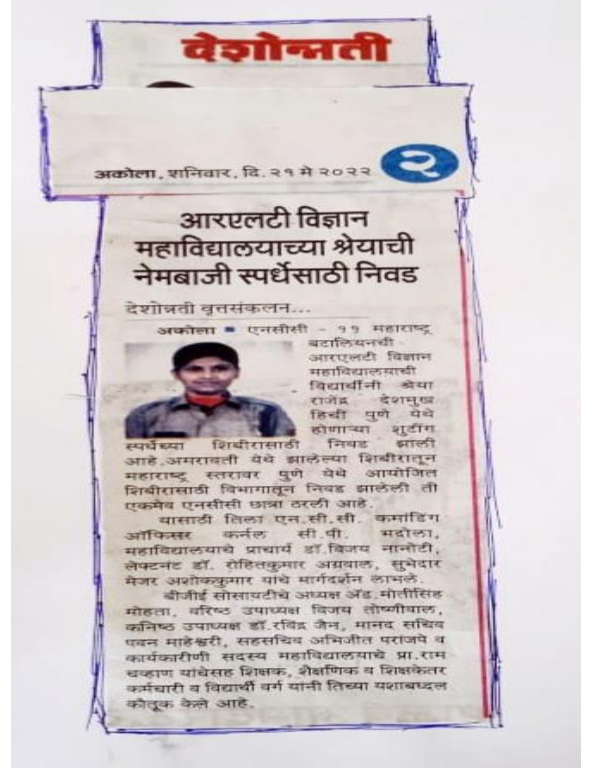 देशोन्नती
अकोला, शनिवार, दि. २१ मे २०२२
२
आरएलटी विज्ञान
महाविद्यालयाच्या श्रेयाची
नेमबाजी स्पर्धेसाठी निवड
देशोन्नती वृत्तसंकलन...
अकोला ■ एनसीसी - ११ महाराष्ट्र
बटालियनची
आरएलटी विज्ञान
महाविद्यालयाची
विद्यार्थीनी श्रेया
राजेंद्र देशमुख
हिची पुणे येथे
होणाऱ्या शुटींग
स्पर्धेच्या शिबीरासाठी निवड झाली
आहे.अमरावती येथे झालेल्या शिबीरातून
महाराष्ट्र स्तरावर पुणे येथे आयोजित
शिबीरासाठी विभागातून निवड झालेली ती
एकमेव एनसीसी छात्रा ठरली आहे.
यासाठी तिला एन.सी.सी. कमांडिंग
ऑफिसर कर्नल सी.पी. भदोला,
महाविद्यालयाचे प्राचार्य डॉ.विजय नानोटी,
लेफ्टनंट डॉ. रोहितकुमार अग्रवाल, सुभेदार
मेजर अशोककुमार यांचे मार्गदर्शन लाभले.
बीजीई सोसायटीचे अध्यक्ष अॅड.मोतीसिंह
मोहता, वरिष्ठ उपाध्यक्ष विजय तोष्णीवाल,
कनिष्ठ उपाध्यक्ष डॉ.रविंद्र जैन, मानद सचिव
पवन माहेश्वरी, सहसचिव अभिजीत परांजपे व
कार्यकारीणी सदस्य महाविद्यालयाचे प्रा.राम
चव्हाण यांचेसह शिक्षक, शैक्षणिक व शिक्षकेतर
कर्मचारी व विद्यार्थी वर्ग यांनी तिच्या यशाबध्दल
कौतूक केले आहे.